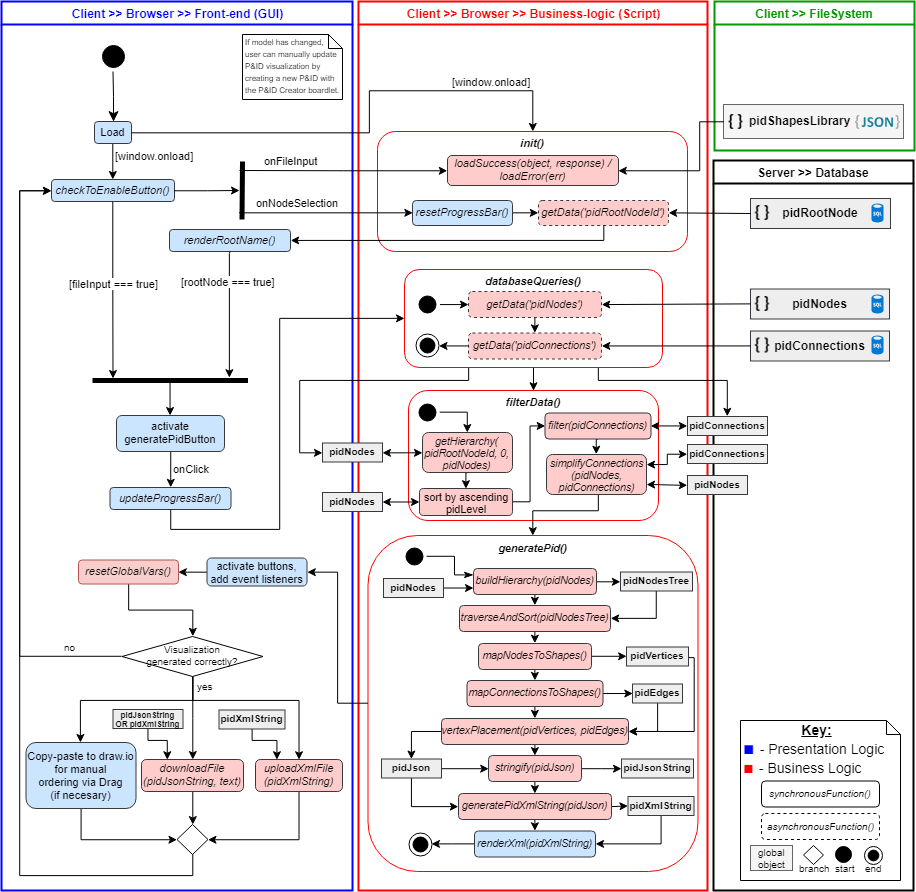 Client >> Browser >> Front-end (GUI)
If model has changed,
user can manually update
P&ID visualization by
creating a new P&ID with
the P&ID Creator boardlet.
Load
[window.onload]
checkToEnableButton()
onFileInput
onNodeSelection
renderRootName()
[fileInput === true]
[rootNode === true]
activate
generatePidButton
onClick
updateProgressBar()
resetGlobalVars()
activate buttons,
add event listeners
Visualization
generated correctly?
no
yes
pidJsonString
OR pidXmlString
pidXmlString
Copy-paste to draw.io
for manual
ordering via Drag
(if necesary)
downloadFile
(pidJsonString, text)
uploadXmlFile
(pidXmlString)
Client >> Browser >> Business-logic (Script)
[window.onload]
init()
loadSuccess(object, response) /
loadError(err)
resetProgressBar()
getData('pidRootNodeId')
databaseQueries()
getData('pidNodes')
getData('pidConnections')
filterData()
getHierarchy(
pidRootNodeId, 0,
pidNodes)
sort by ascending
pidLevel
filter(pidConnections)
simplifyConnections
(pidNodes,
pidConnections)
pidNodes
pidNodes
pidConnections
pidConnections
pidNodes
generatePid()
pidNodes
buildHierarchy(pidNodes)
pidNodesTree
traverseAndSort(pidNodesTree)
mapNodesToShapes()
pidVertices
mapConnectionsToShapes()
pidEdges
vertexPlacement(pidVertices, pidEdges)
pidJson
stringify(pidJson)
pidJsonString
generatePidXmlString(pidJson)
pidXmlString
renderXml(pidXmlString)
Client >> FileSystem
{ } pidShapesLibrary {JSON}
Server >> Database
{ } pidRootNode SQL
{ } pidNodes SQL
{ } pidConnections SQL
Key:
- Presentation Logic
- Business Logic
synchronousFunction()
asynchronousFunction()
global
object
branch
start
end